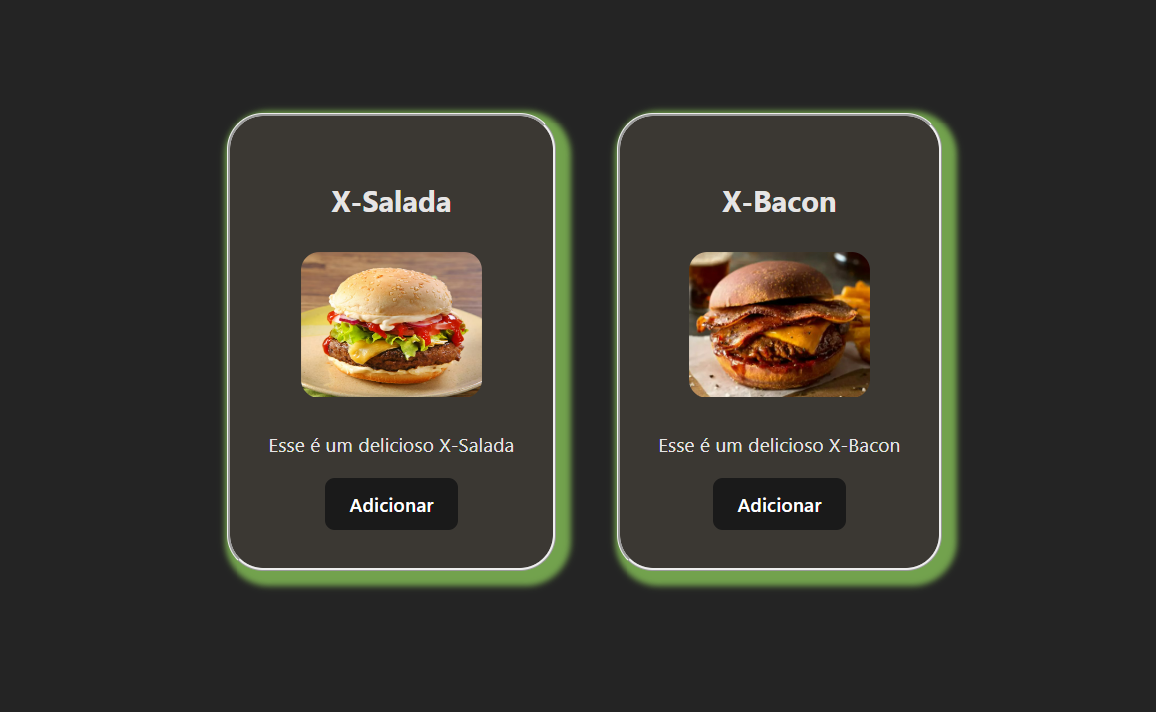 X-Salada
Esse é um delicioso X-Salada
Adicionar
X-Bacon
Esse é um delicioso X-Bacon
Adicionar